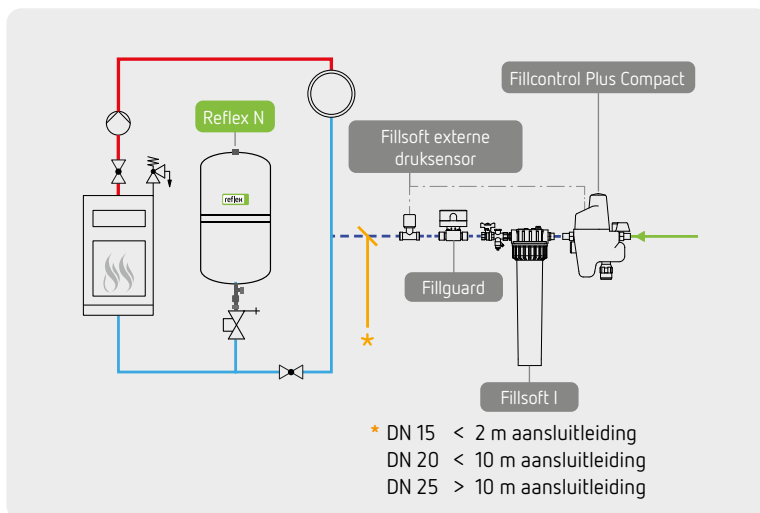 Fillcontrol Plus Compact
Reflex N
Fillsoft externe
druksensor
reflex
Fillguard
*
Fillsoft I
* DN 15 < 2 m aansluitleiding
DN 20 < 10 m aansluitleiding
DN 25 > 10 m aansluitleiding